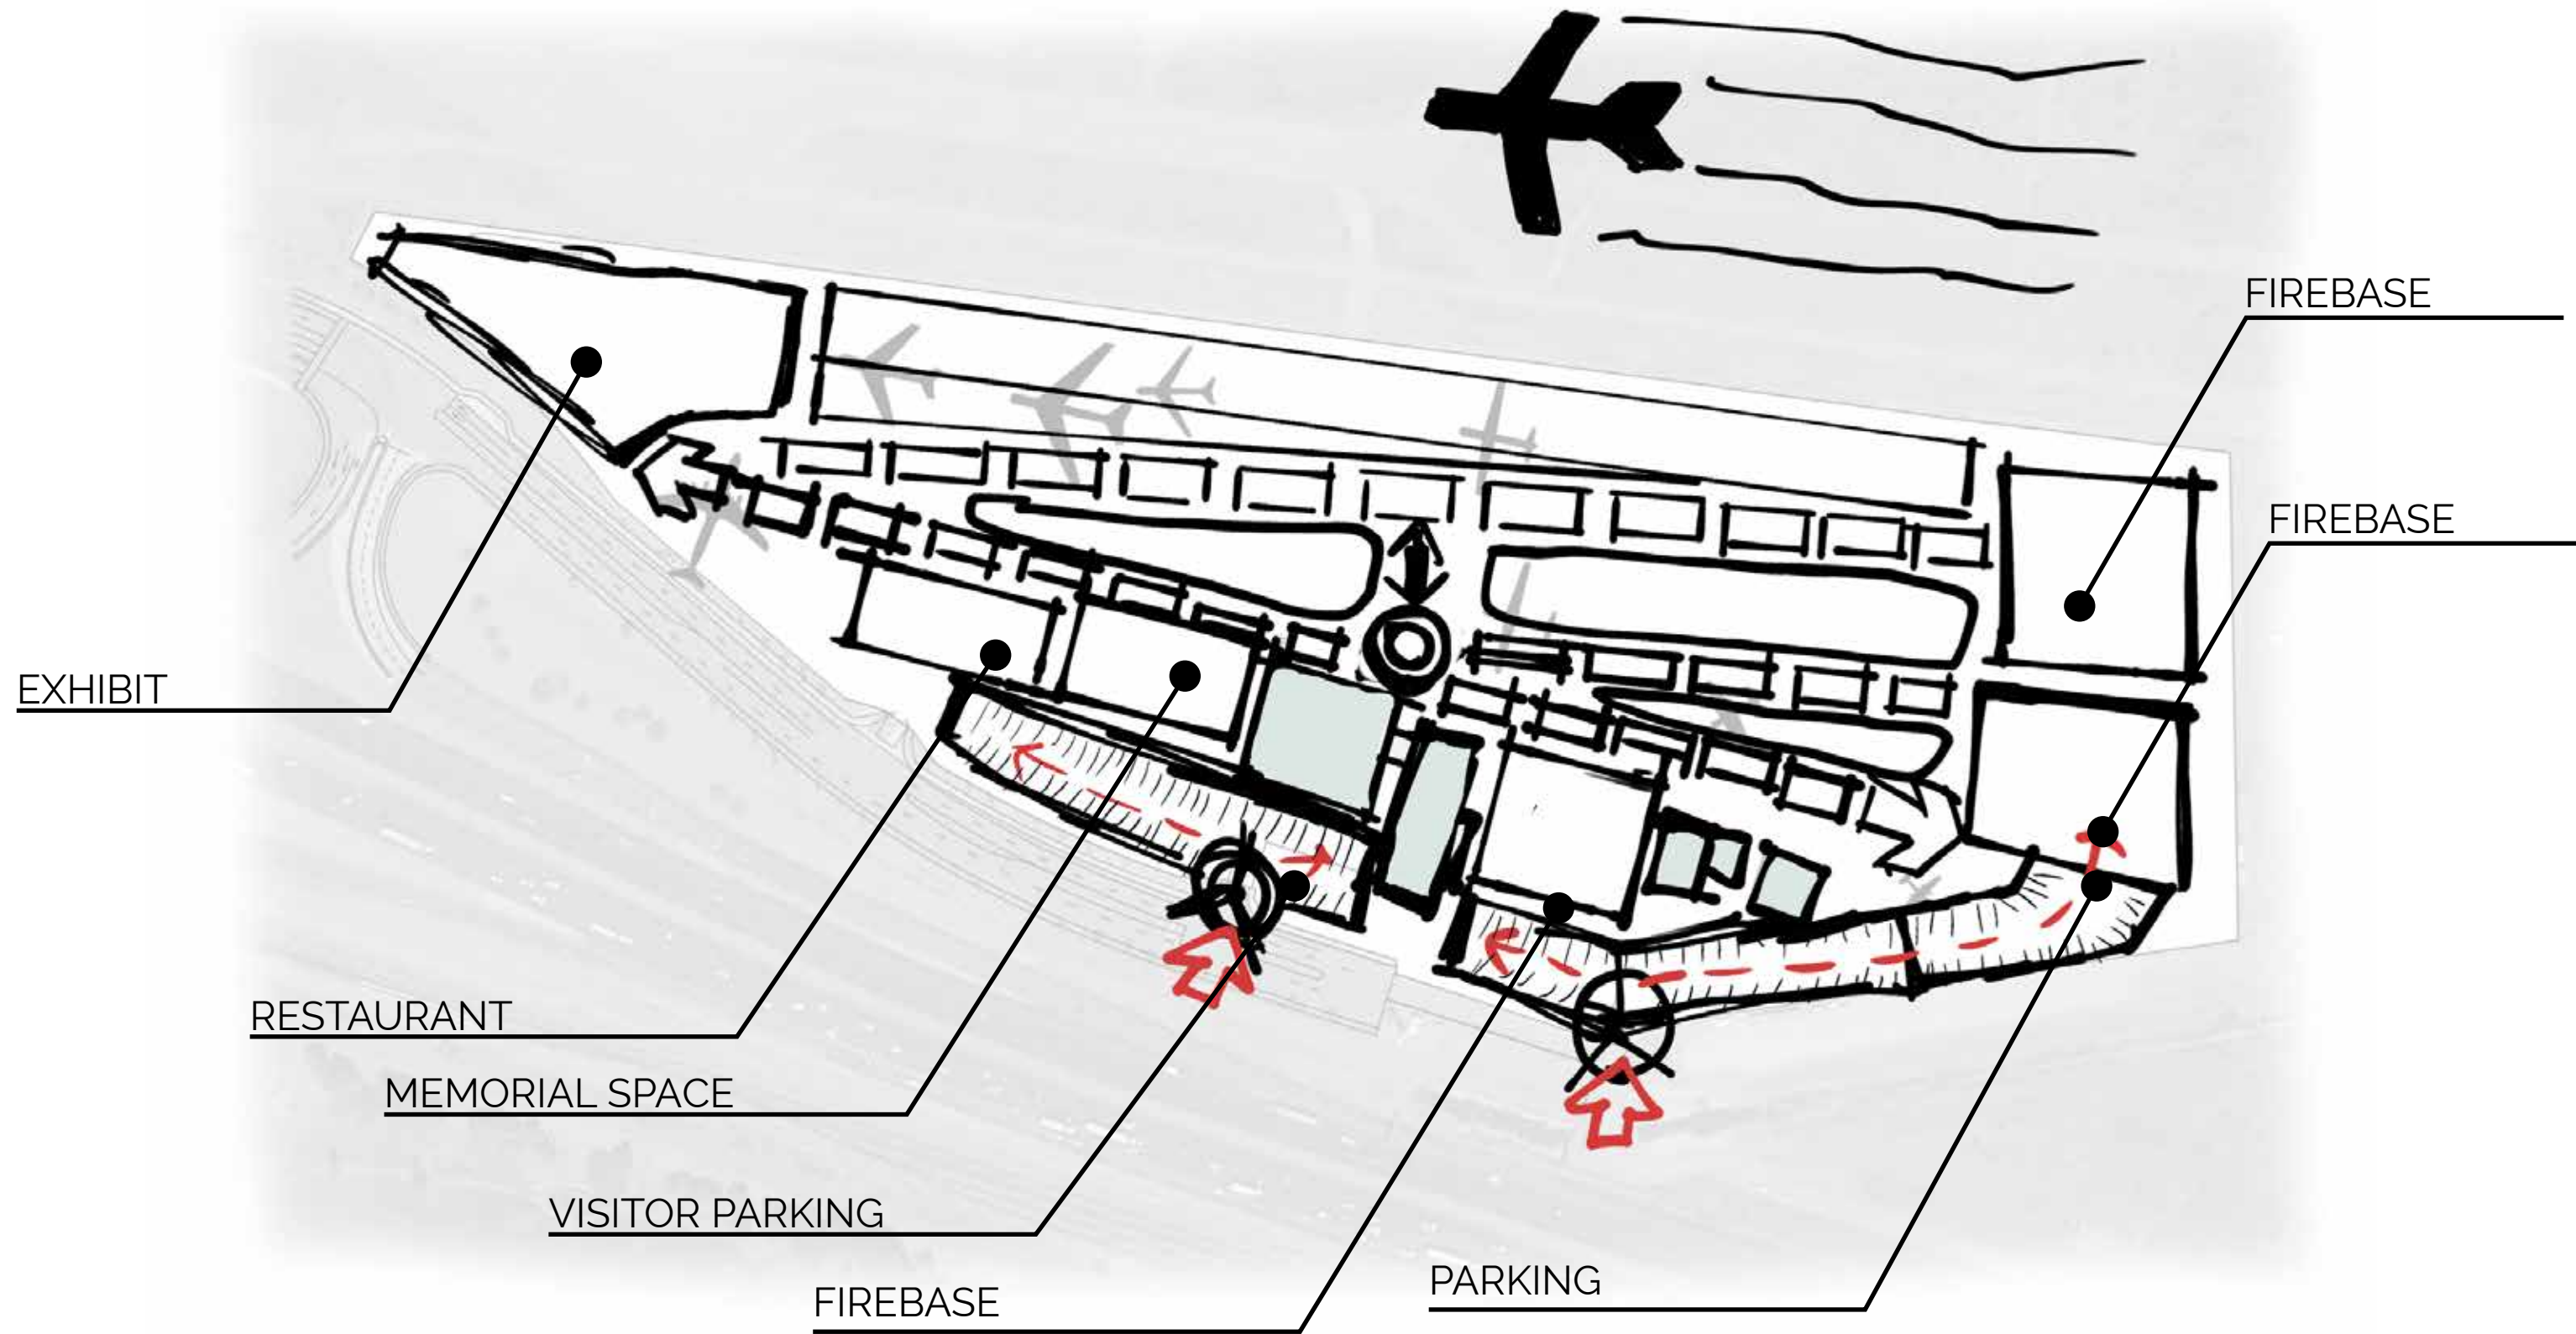 FIREBASE
FIREBASE
EXHIBIT
RESTAURANT
MEMORIAL SPACE
VISITOR PARKING
PARKING
FIREBASE